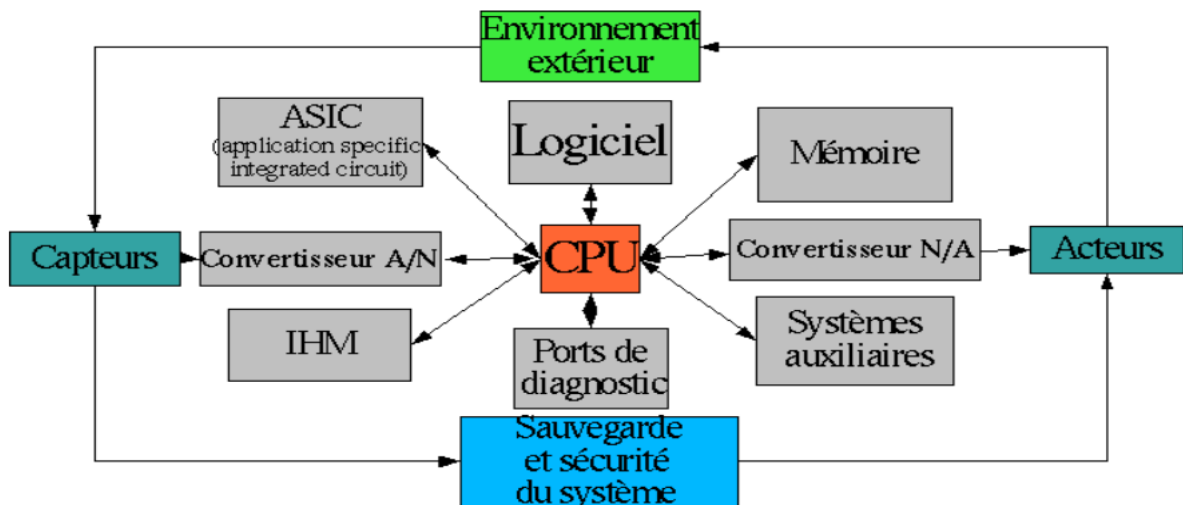 Environnement
extérieur
ASIC
(application specific
integrated circuit)
Logiciel
Mémoire
Capteurs
Convertisseur A/N
CPU
Convertisseur N/A
Acteurs
IHM
Ports de
diagnostic
Systèmes
auxiliaires
Sauvegarde
et sécurité
du système